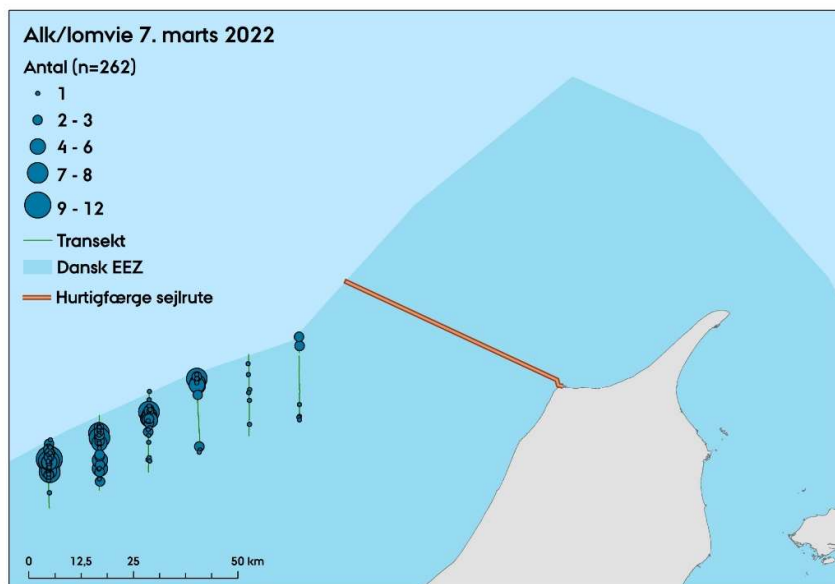 Alk/lomvie 7. marts 2022
Antal (n=262)
1
2 - 3
4 - 6
7 - 8
9 - 12
Transekt
Dansk EEZ
Hurtigfærge sejlrute
0 12,5 25 50 km